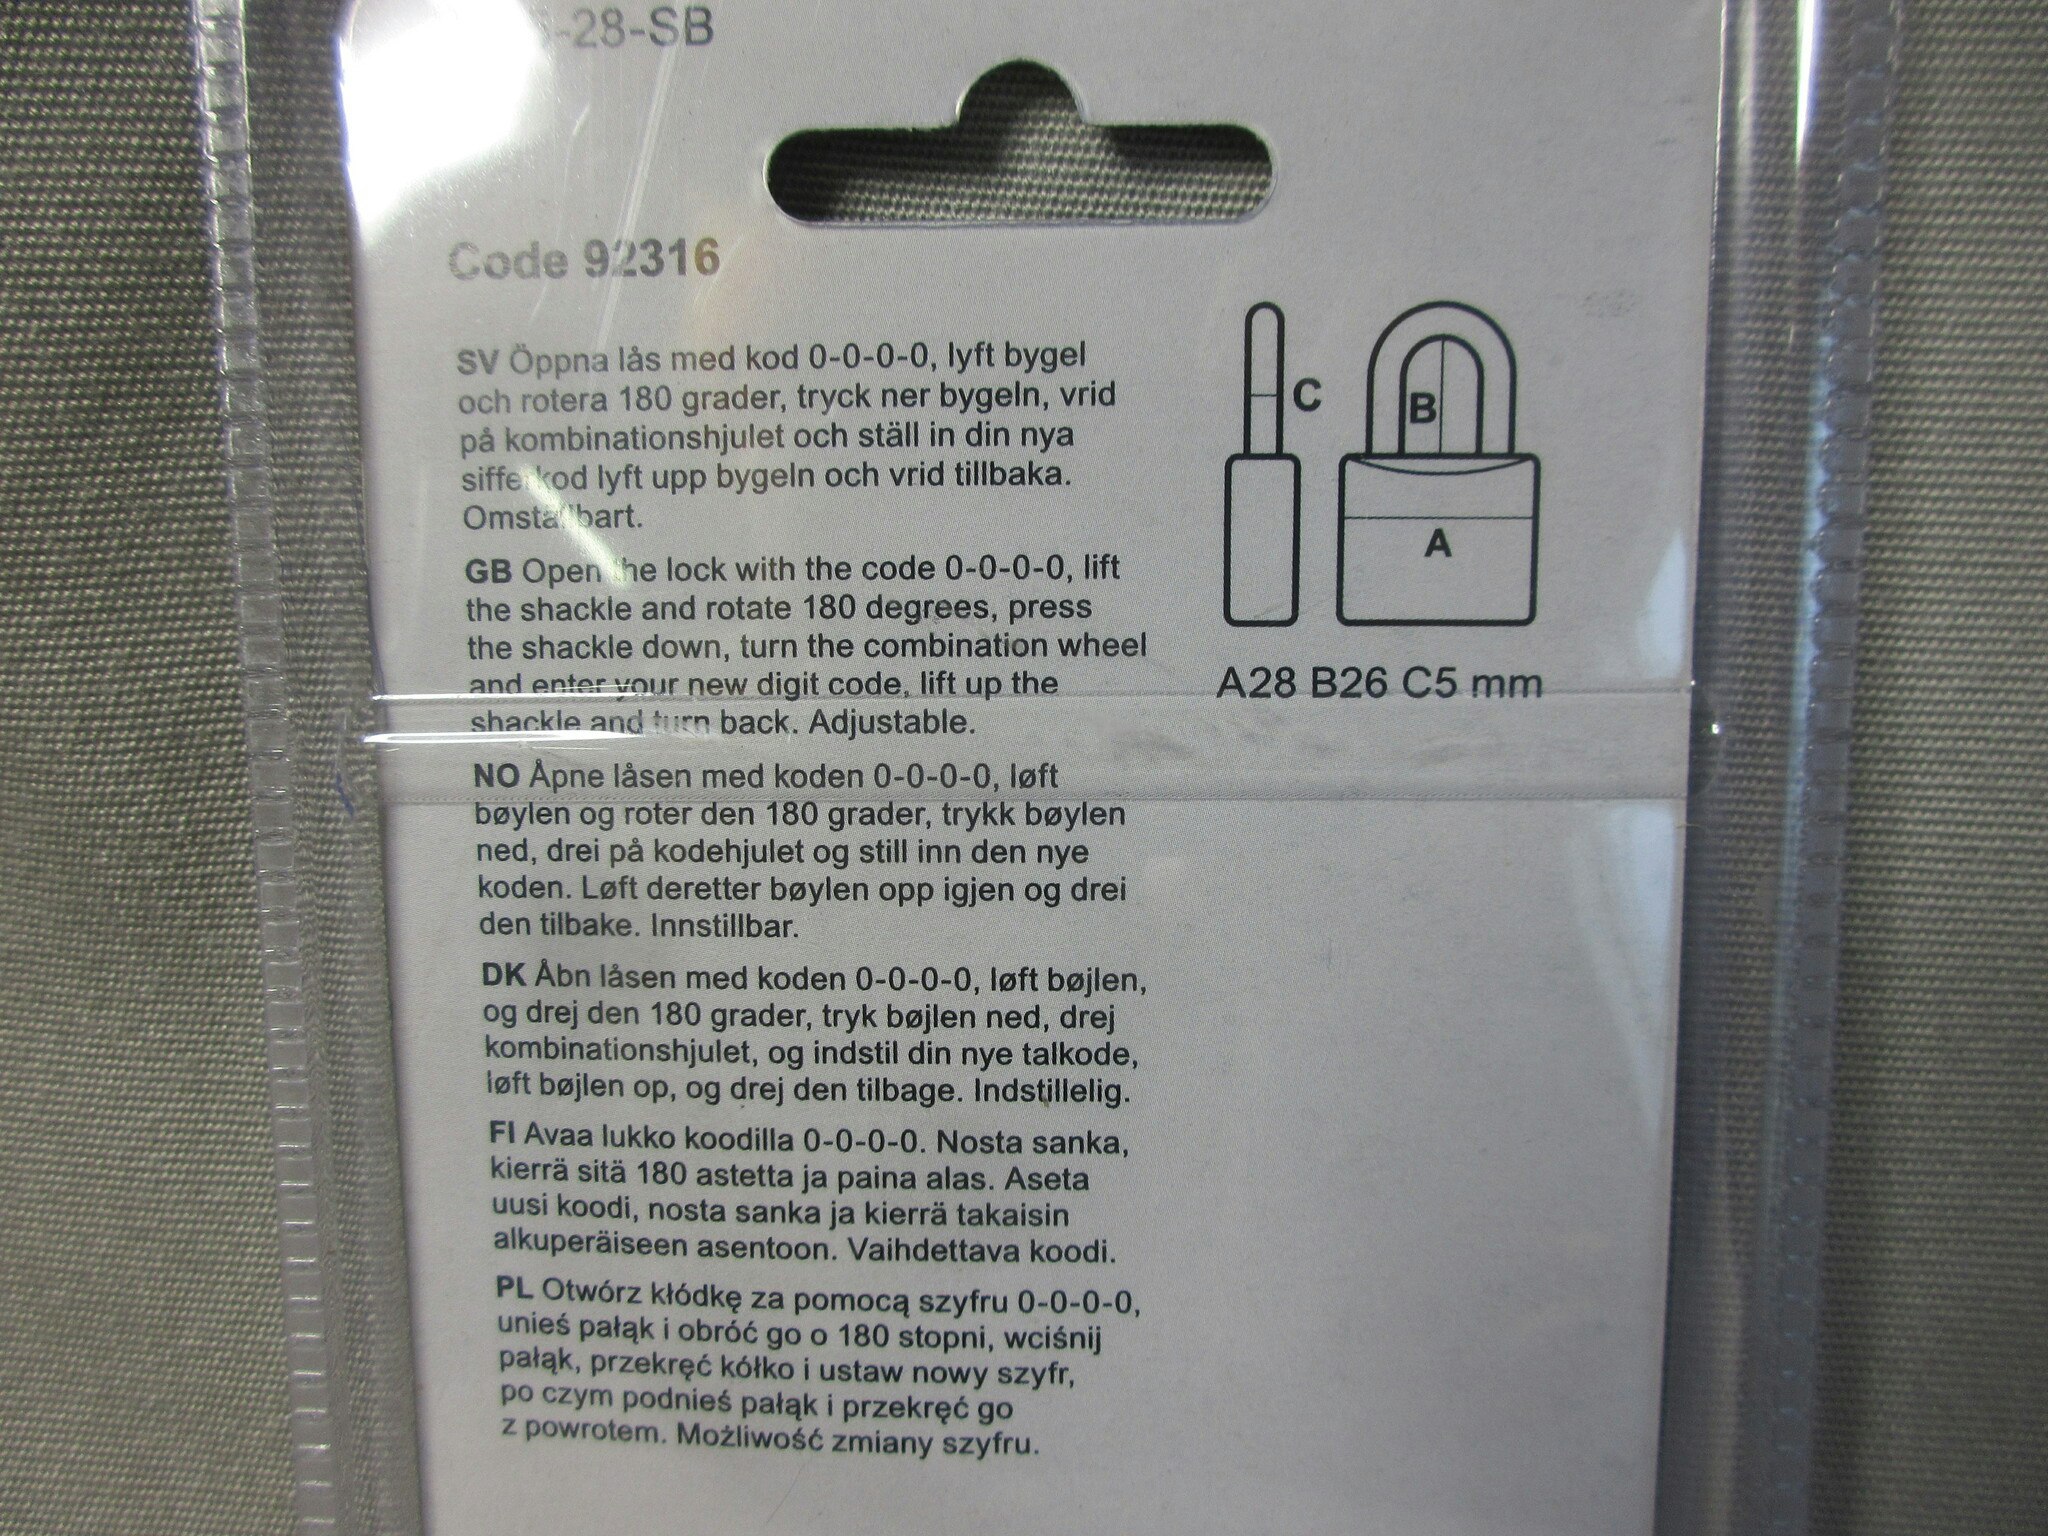 -28-SB
Code 92316
SV Öppna lås med kod 0-0-0-0, lyft bygel
och rotera 180 grader, tryck ner bygeln, vrid
på kombinationshjulet och ställ in din nya
sifferkod lyft upp bygeln och vrid tillbaka.
Omställbart.
GB Open the lock with the code 0-0-0-0, lift
the shackle and rotate 180 degrees, press
the shackle down, turn the combination wheel
and enter your new digit code, lift up the
shackle and turn back. Adjustable.
NO Åpne låsen med koden 0-0-0-0, løft
bøylen og roter den 180 grader, trykk bøylen
ned, drei på kodehjulet og still inn den nye
koden. Løft deretter bøylen opp igjen og drei
den tilbake. Innstillbar.
DK Åbn låsen med koden 0-0-0-0, løft bøjlen,
og drej den 180 grader, tryk bøjlen ned, drej
kombinationshjulet, og indstil din nye talkode,
løft bøjlen op, og drej den tilbage. Indstillelig.
FI Avaa lukko koodilla 0-0-0-0. Nosta sanka,
kierrä sitä 180 astetta ja paina alas. Aseta
uusi koodi, nosta sanka ja kierrä takaisin
alkuperäiseen asentoon. Vaihdettava koodi.
PL Otwórz kłódkę za pomocą szyfru 0-0-0-0,
unieś pałąk i obróć go o 180 stopni, wciśnij
pałąk, przekręć kółko i ustaw nowy szyfr,
po czym podnieś pałąk i przekręć go
z powrotem. Możliwość zmiany szyfru.
C
B
A
A28 B26 C5 mm